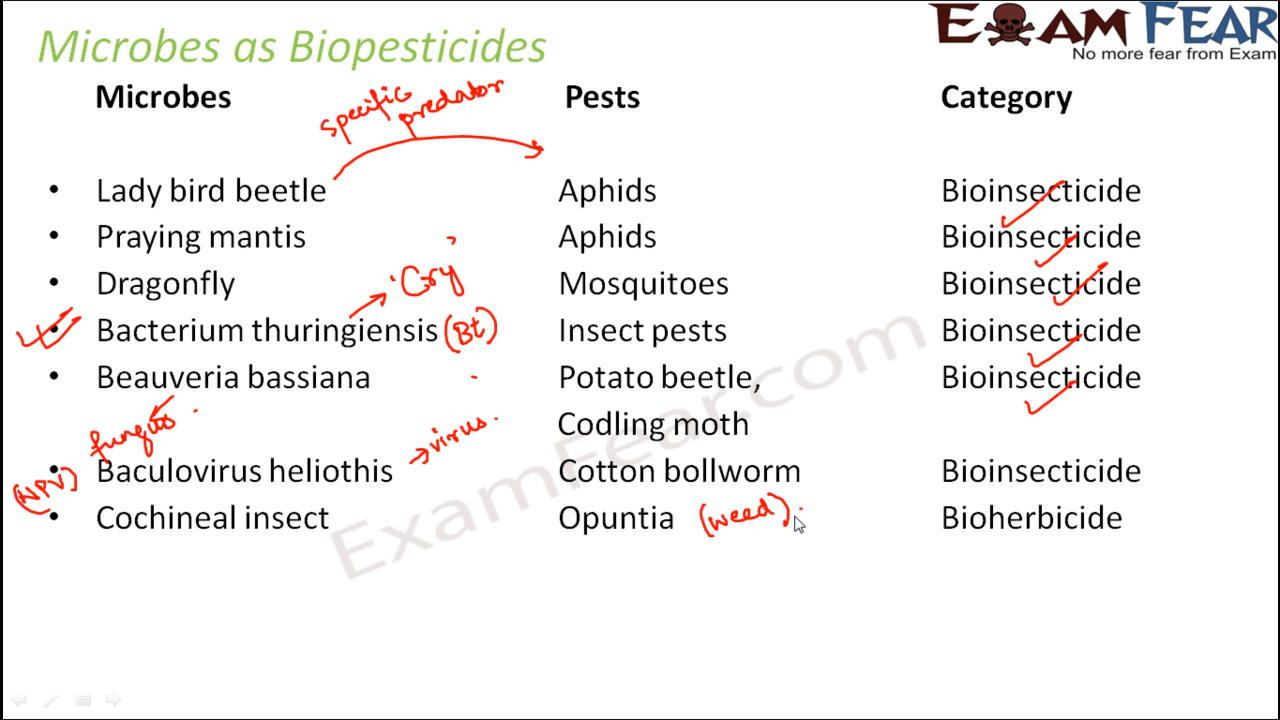 Microbes as Biopesticides
EXAM FEAR
No more fear from Exam
Microbes Pests Category
specific predator
Lady bird beetle Aphids Bioinsecticide
Praying mantis Aphids Bioinsecticide
'Cry'
Dragonfly Mosquitoes Bioinsecticide
Bacterium thuringiensis (Bt) Insect pests Bioinsecticide
Beauveria bassiana Potato beetle, Bioinsecticide
fungus Codling moth
virus
(NPV) Baculovirus heliothis Cotton bollworm Bioinsecticide
Cochineal insect Opuntia (weed) Bioherbicide
ExamFear.com